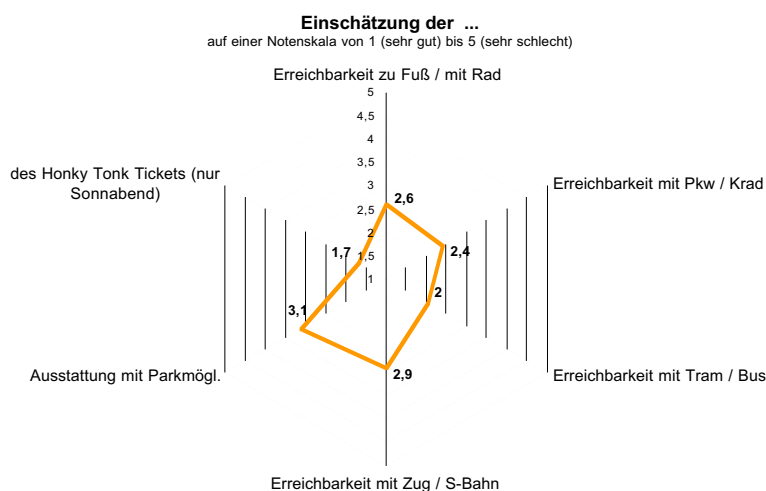 Einschätzung der ...
auf einer Notenskala von 1 (sehr gut) bis 5 (sehr schlecht)
Erreichbarkeit zu Fuß / mit Rad
5
4,5
4
3,5
3
2,5
2
1,5
1
des Honky Tonk Tickets (nur
Sonnabend)
Erreichbarkeit mit Pkw / Krad
2,6
2,4
1,7
2
3,1
2,9
Ausstattung mit Parkmögl.
Erreichbarkeit mit Tram / Bus
Erreichbarkeit mit Zug / S-Bahn